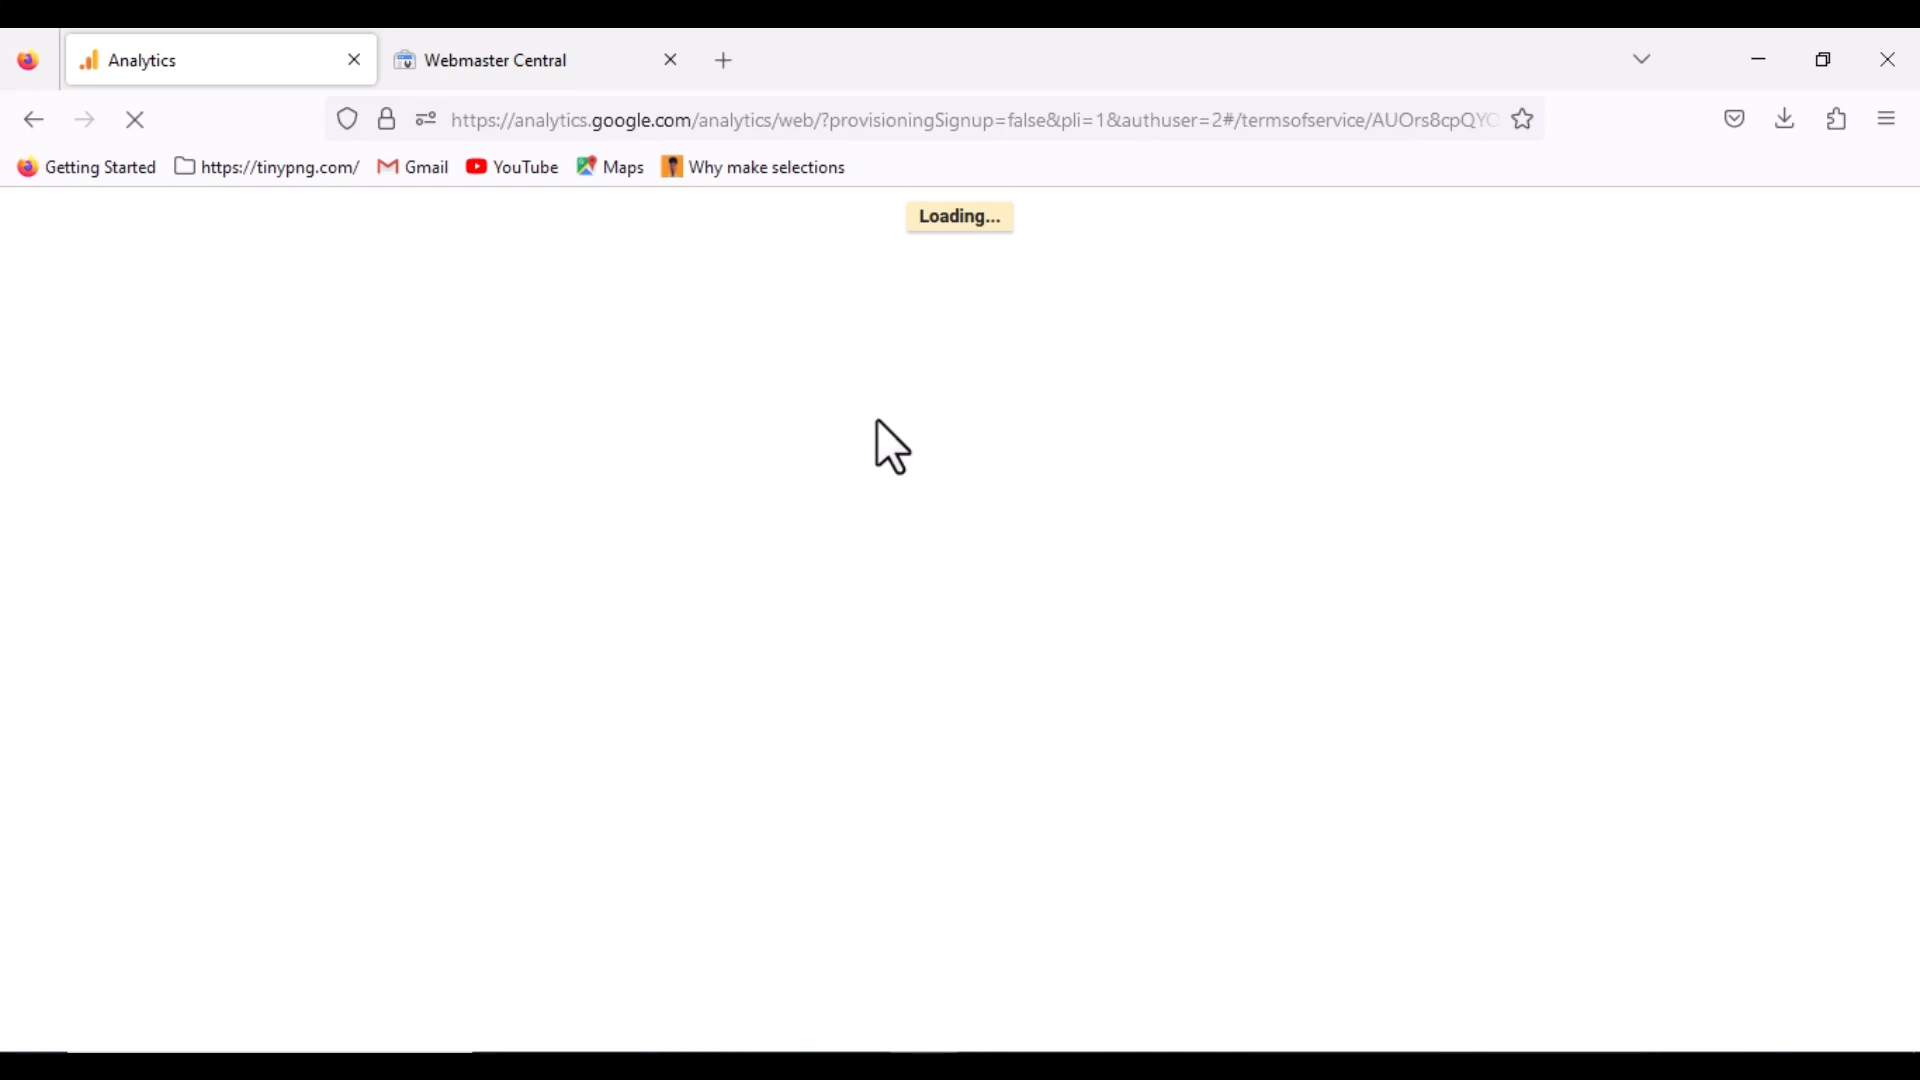 Analytics
Webmaster Central
https://analytics.google.com/analytics/web/?provisioningSignup=false&pli=1&authuser=2#/termsofservice/AUOrs8cpQY
Getting Started https://tinypng.com/ Gmail YouTube Maps Why make selections
Loading...